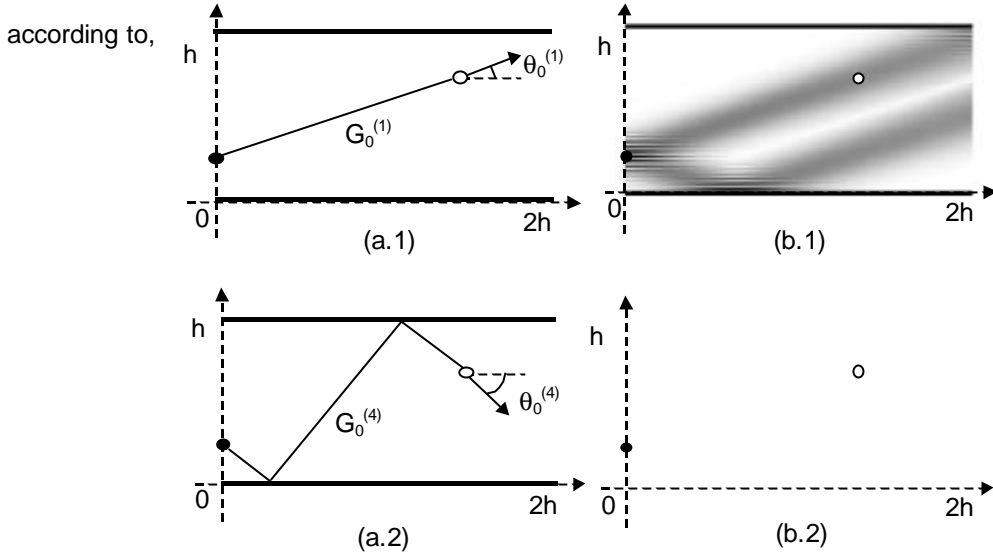 according to,
h
θ₀⁽¹⁾
G₀⁽¹⁾
0
2h
(a.1)
h
0
2h
(b.1)
h
θ₀⁽⁴⁾
G₀⁽⁴⁾
0
2h
(a.2)
h
0
2h
(b.2)